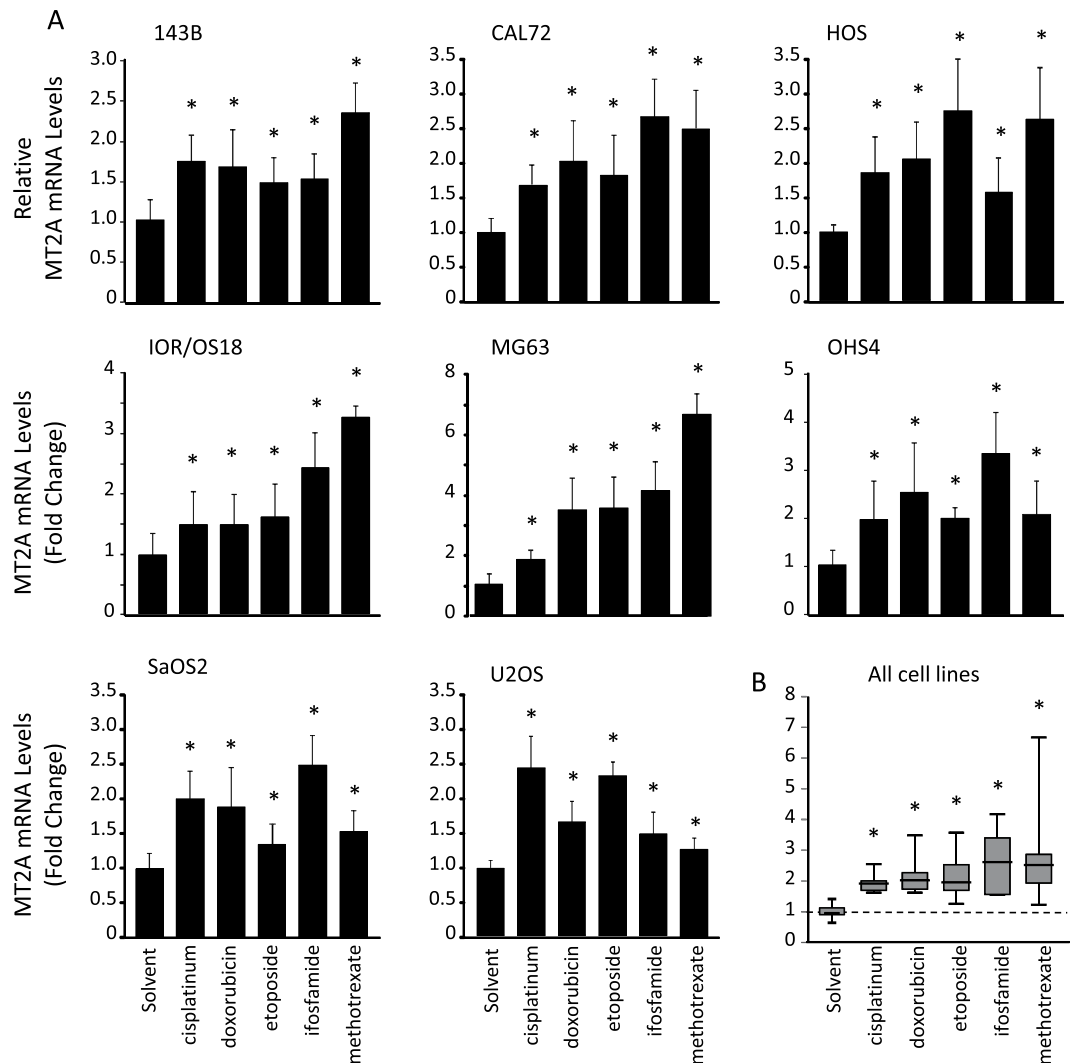 A
143B
CAL72
HOS
Relative
MT2A mRNA Levels
3.0
2.5
2.0
1.5
1.0
0.5
0
* * * * *
3.5
3.0
2.5
2.0
1.5
1.0
0.5
0
* * * * *
3.5
3.0
2.5
2.0
1.5
1.0
0.5
0
* * * * *
IOR/OS18
MG63
OHS4
MT2A mRNA Levels
(Fold Change)
4
3
2
1
0
* * * * *
8
6
4
2
0
* * * * *
5
4
3
2
1
0
* * * * *
SaOS2
U2OS
B
All cell lines
MT2A mRNA Levels
(Fold Change)
3.5
3.0
2.5
2.0
1.5
1.0
0.5
0.0
* * * * *
3.5
3.0
2.5
2.0
1.5
1.0
0.5
0.0
* * * * *
8
7
6
5
4
3
2
1
0
* * * * *
Solvent
cisplatinum
doxorubicin
etoposide
ifosfamide
methotrexate
Solvent
cisplatinum
doxorubicin
etoposide
ifosfamide
methotrexate
Solvent
cisplatinum
doxorubicin
etoposide
ifosfamide
methotrexate